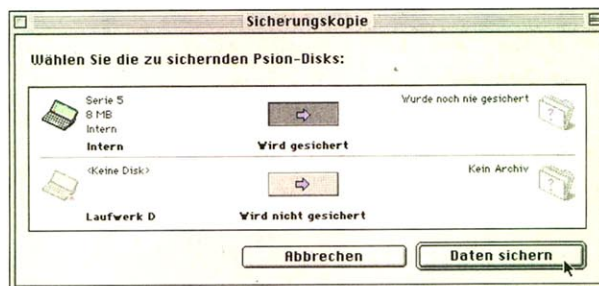 Sicherungskopie
Wählen Sie die zu sichernden Psion-Disks:
Serie 5
8 MB
Intern
Intern
Wird gesichert
Wurde noch nie gesichert
<Keine Disk>
Laufwerk D
Wird nicht gesichert
Kein Archiv
Abbrechen
Daten sichern